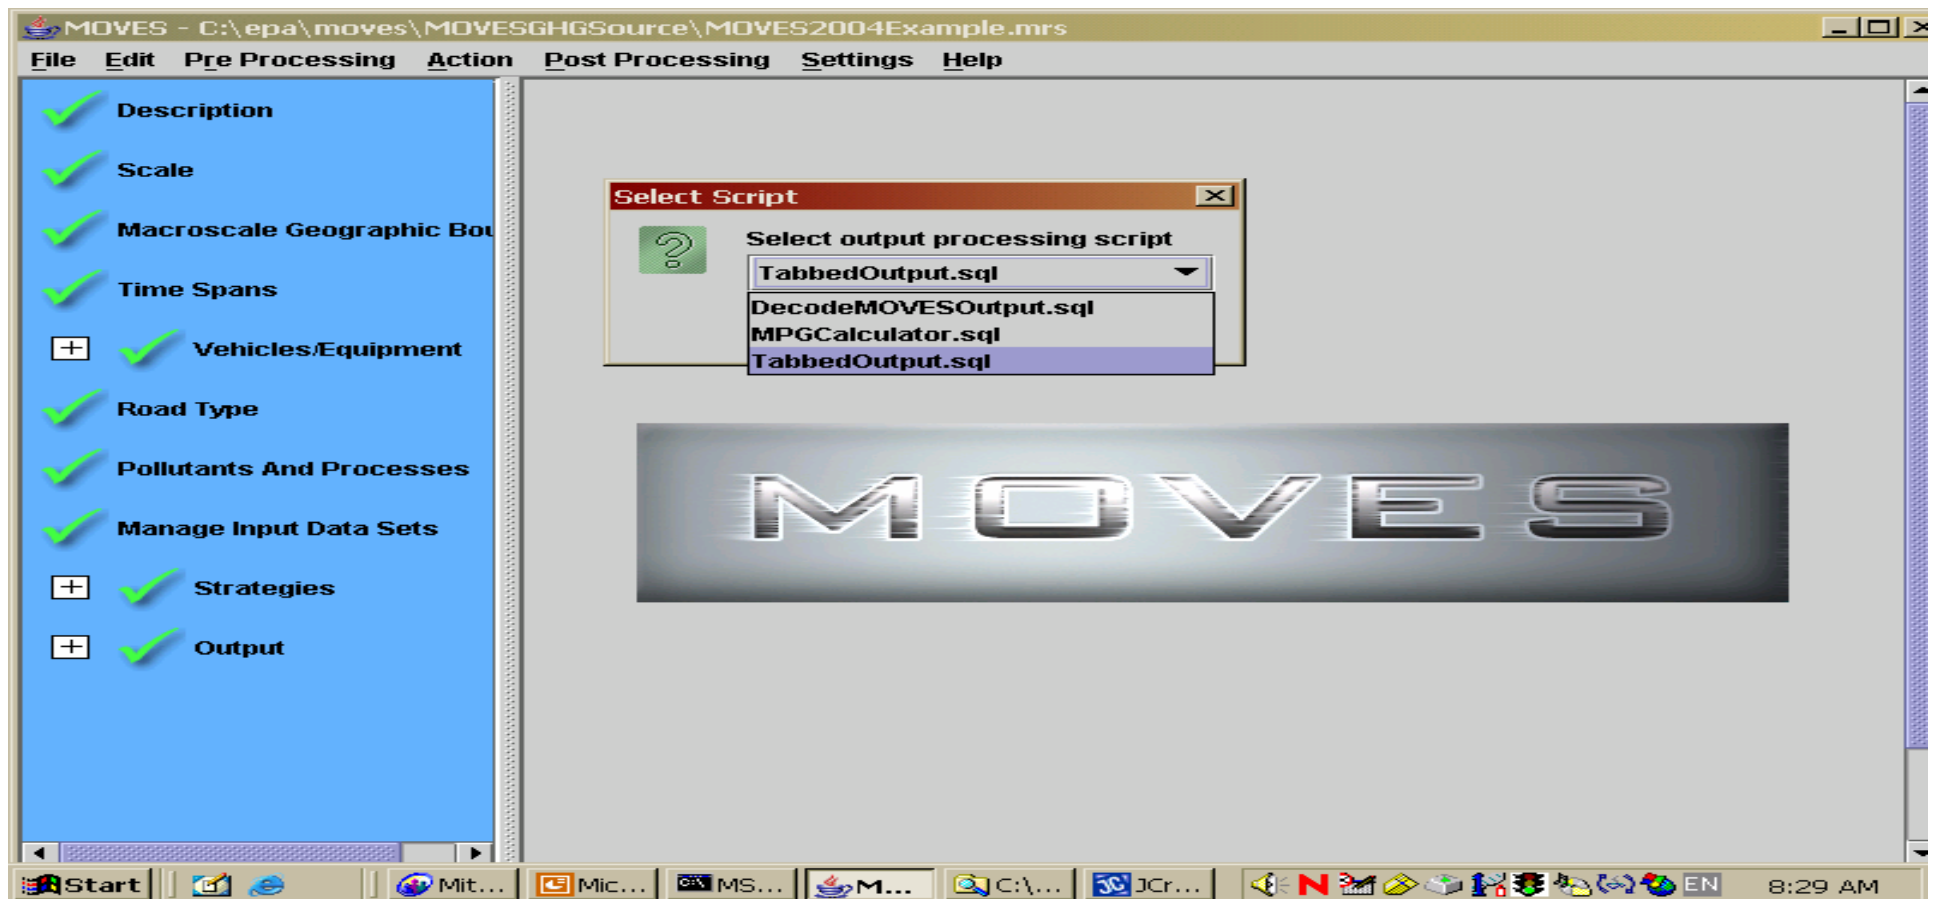 MOVES - C:\epa\moves\MOVESGHGSource\MOVES2004Example.mrs
File Edit Pre Processing Action Post Processing Settings Help
Description
Scale
Macroscale Geographic Bou
Time Spans
Vehicles/Equipment
Road Type
Pollutants And Processes
Manage Input Data Sets
Strategies
Output
Select Script
Select output processing script
TabbedOutput.sql
DecodeMOVESOutput.sql
MPGCalculator.sql
TabbedOutput.sql
MOVES
Start Mit... Mic... MS... M... C:\... JCr... EN 8:29 AM